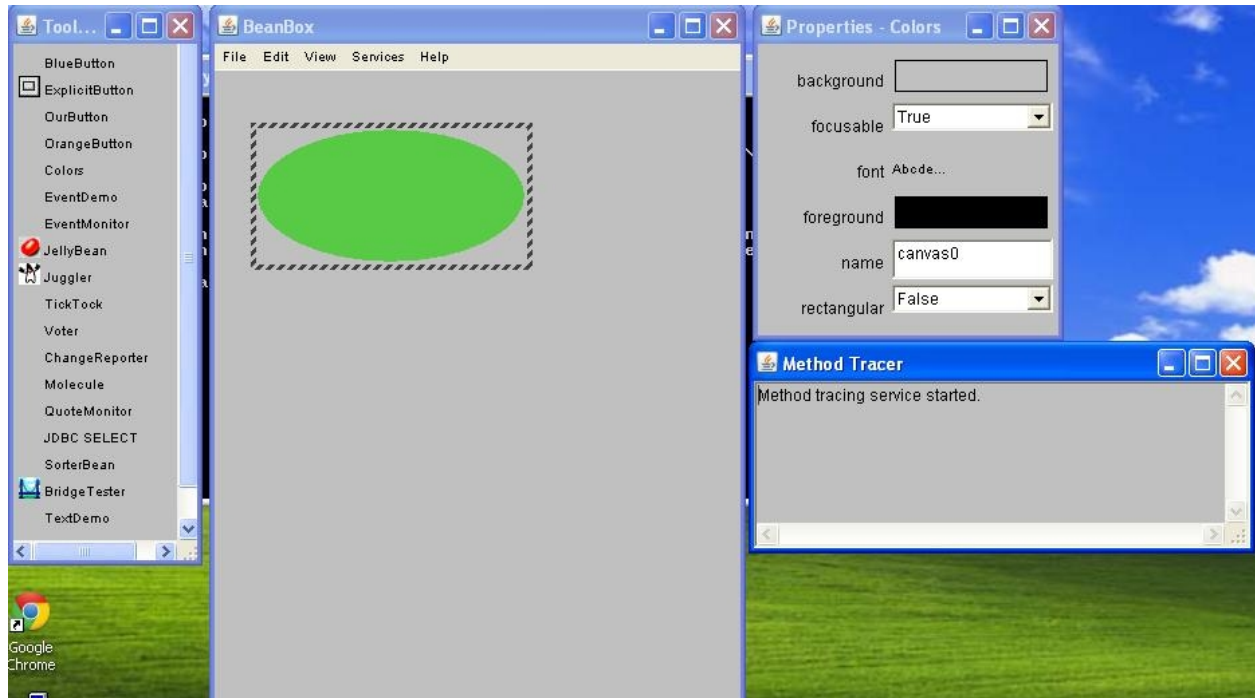 Tool...
BlueButton
ExplicitButton
OurButton
OrangeButton
Colors
EventDemo
EventMonitor
JellyBean
Juggler
TickTock
Voter
ChangeReporter
Molecule
QuoteMonitor
JDBC SELECT
SorterBean
BridgeTester
TextDemo
BeanBox
File Edit View Services Help
Properties - Colors
background
focusable True
font Abcde...
foreground
name canvas0
rectangular False
Method Tracer
Method tracing service started.
Google
Chrome